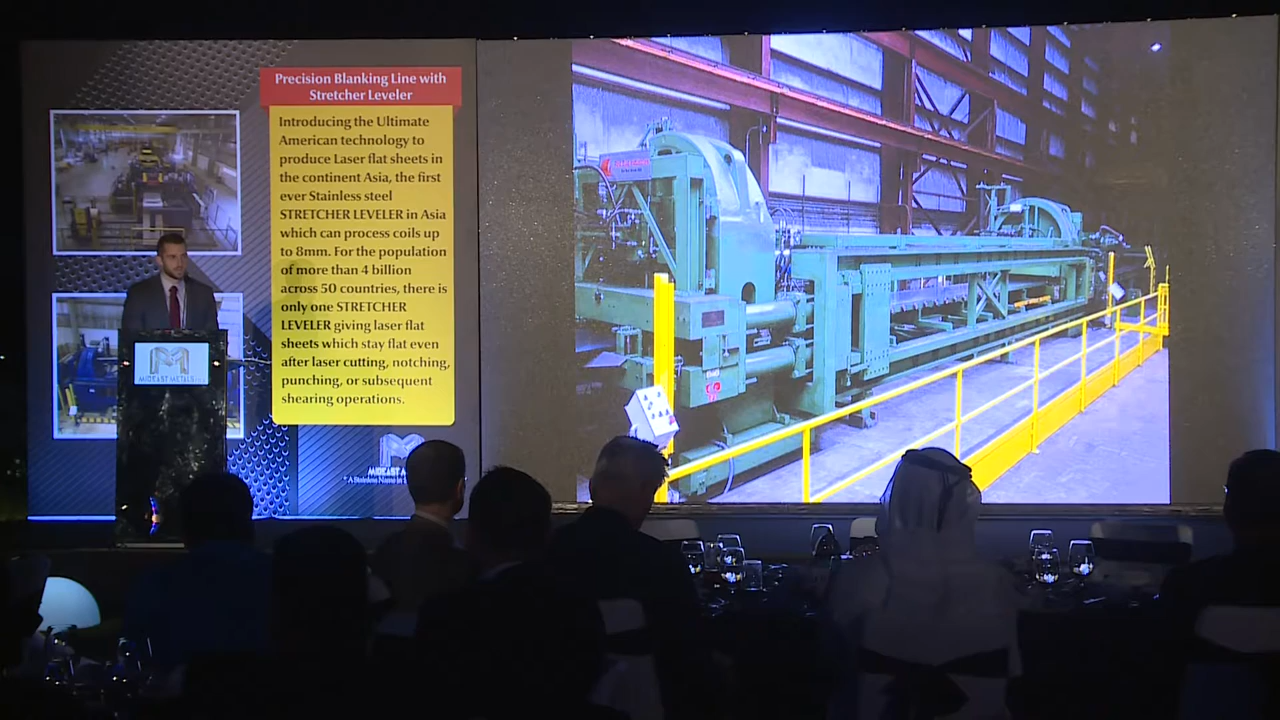 Precision Blanking Line with
Stretcher Leveler
Introducing the Ultimate
American technology to
produce Laser flat sheets in
the continent Asia, the first
ever Stainless steel
STRETCHER LEVELER in Asia
which can process coils up
to 8mm. For the population
of more than 4 billion
across 50 countries, there is
only one STRETCHER
LEVELER giving laser flat
sheets which stay flat even
after laser cutting, notching,
punching, or subsequent
shearing operations.
MIDEAST METALS
MIDEAST
"A Stainless Name in